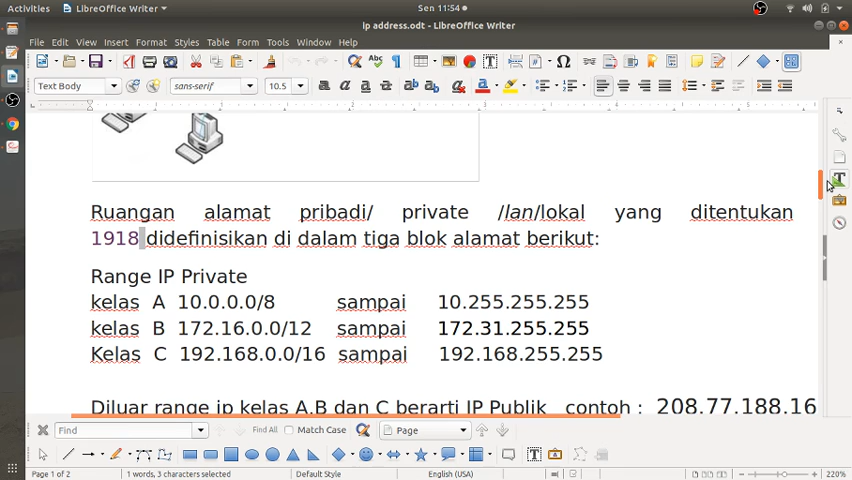 Activities LibreOffice Writer Sen 11:54
ip address.odt - LibreOffice Writer
File Edit View Insert Format Styles Table Form Tools Window Help
Text Body sans-serif 10.5
Ruangan alamat pribadi/ private /lan/lokal yang ditentukan
1918 didefinisikan di dalam tiga blok alamat berikut:
Range IP Private
kelas A 10.0.0.0/8 sampai 10.255.255.255
kelas B 172.16.0.0/12 sampai 172.31.255.255
Kelas C 192.168.0.0/16 sampai 192.168.255.255
Diluar range ip kelas A,B dan C berarti IP Publik contoh : 208.77.188.16
Find Find All Match Case Page
Page 1 of 2 1 words, 3 characters selected Default Style English (USA) 220%